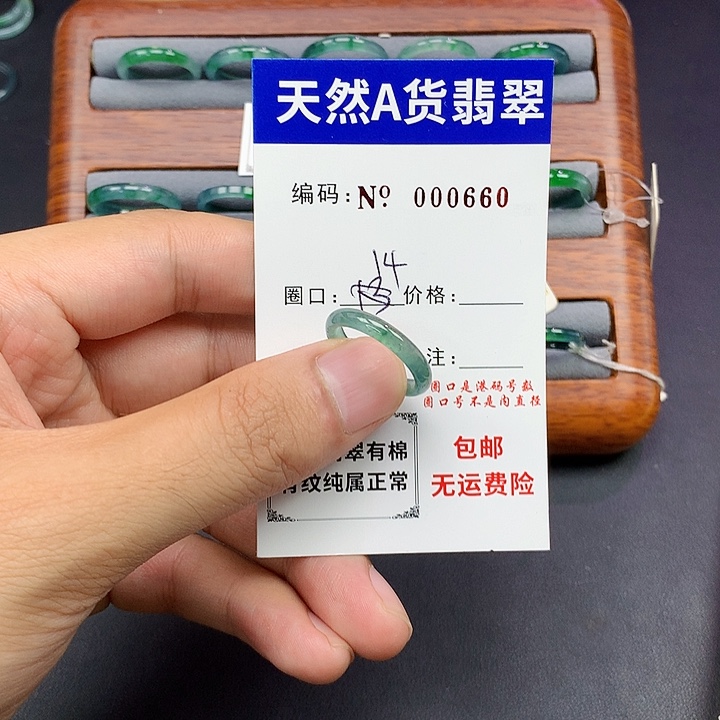 天然A货翡翠
编码:Nº 000660
圈口: 14 价格:
注:
圈口是港码号数
圈口号不是内直径
翠有棉
纹纯属正常
包邮
无运费险